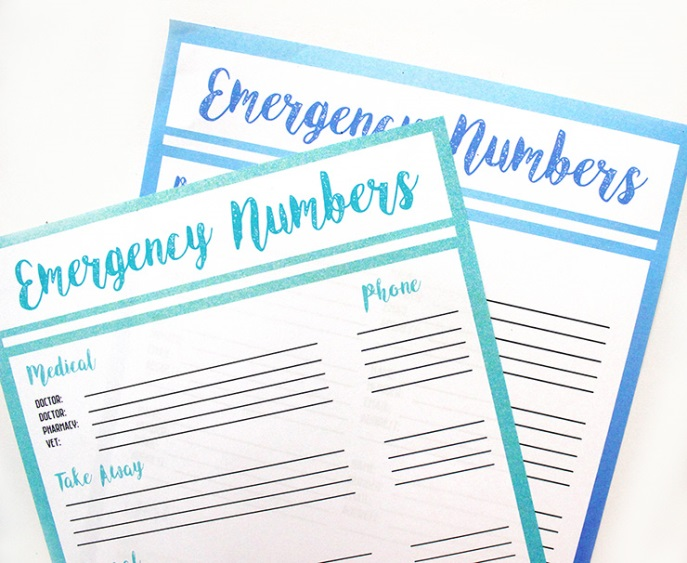 Emergency Numbers
Emergency Numbers
Phone
Medical
DOCTOR:
DOCTOR:
PHARMACY:
VET:
Take Away